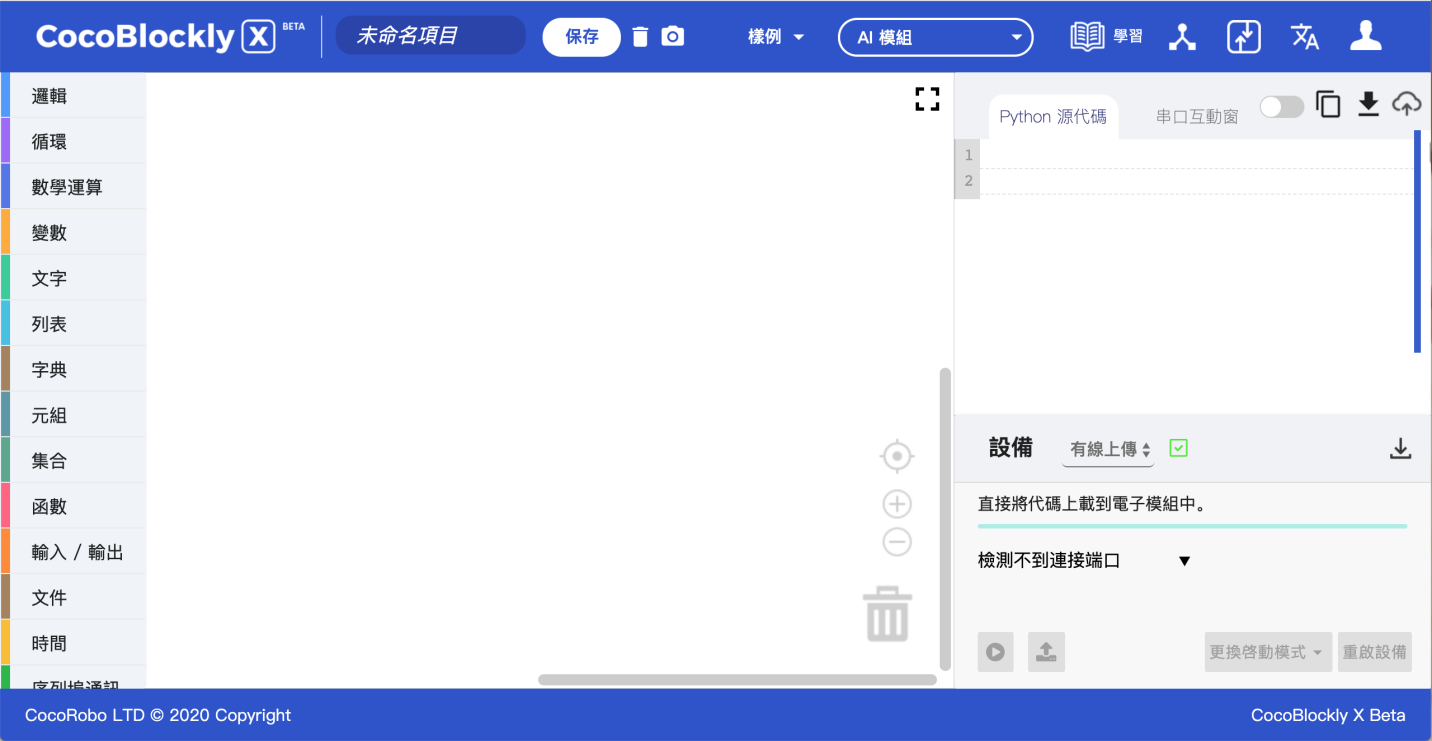 CocoBlockly X BETA
未命名項目
保存
樣例
AI 模組
學習
邏輯
循環
數學運算
變數
文字
列表
字典
元組
集合
函數
輸入 / 輸出
文件
時間
序列埠通訊
Python 源代碼
串口互動窗
1
2
設備
有線上傳
直接將代碼上載到電子模組中。
檢測不到連接端口
更換啓動模式
重啟設備
CocoRobo LTD © 2020 Copyright
CocoBlockly X Beta